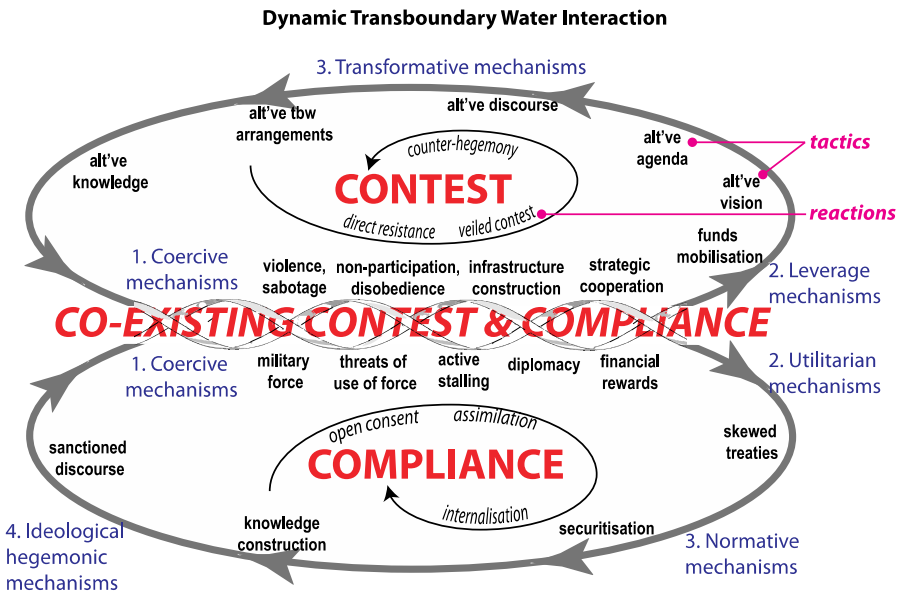 Dynamic Transboundary Water Interaction
3. Transformative mechanisms
alt've tbw
arrangements
alt've discourse
alt've
agenda
tactics
alt've
knowledge
counter-hegemony
CONTEST
alt've
vision
direct resistance
veiled contest
reactions
funds
mobilisation
1. Coercive
mechanisms
violence,
sabotage
non-participation,
disobedience
infrastructure
construction
strategic
cooperation
2. Leverage
mechanisms
CO-EXISTING CONTEST & COMPLIANCE
1. Coercive
mechanisms
military
force
threats of
use of force
active
stalling
diplomacy
financial
rewards
2. Utilitarian
mechanisms
open consent
assimilation
sanctioned
discourse
COMPLIANCE
skewed
treaties
internalisation
knowledge
construction
securitisation
4. Ideological
hegemonic
mechanisms
3. Normative
mechanisms